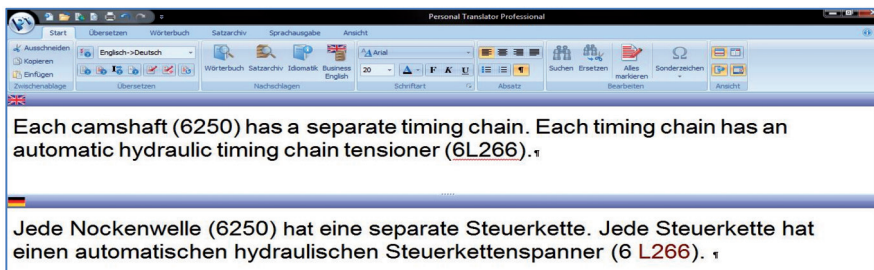 Personal Translator Professional
Start Übersetzen Wörterbuch Satzarchiv Sprachausgabe Ansicht
Ausschneiden Englisch->Deutsch Arial
Kopieren Wörterbuch Satzarchiv Idiomatik Business English 20 A F K U Suchen Ersetzen Alles markieren Sonderzeichen
Einfügen
Zwischenablage Übersetzen Nachschlagen Schriftart Absatz Bearbeiten Ansicht
Each camshaft (6250) has a separate timing chain. Each timing chain has an
automatic hydraulic timing chain tensioner (6L266).¶
Jede Nockenwelle (6250) hat eine separate Steuerkette. Jede Steuerkette hat
einen automatischen hydraulischen Steuerkettenspanner (6 L266). ¶